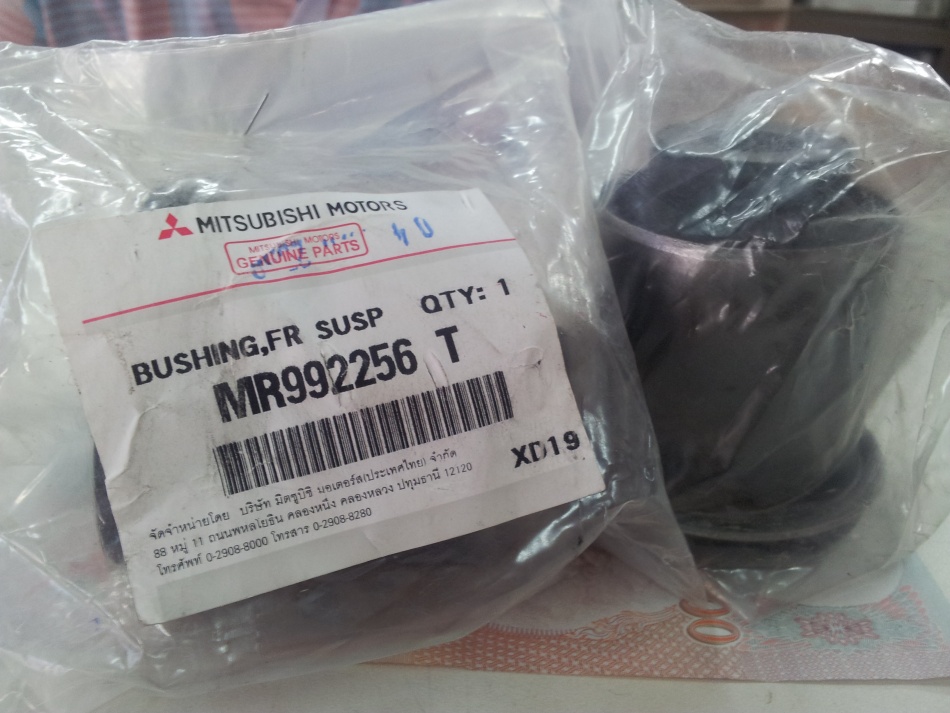 MITSUBISHI MOTORS
MITSUBISHI MOTORS
GENUINE PARTS
BUSHING,FR SUSP QTY: 1
MR992256 T
XD19
จัดจำหน่ายโดย บริษัท มิตซูบิชิ มอเตอร์ส(ประเทศไทย) จำกัด
88 หมู่ 11 ถนนพหลโยธิน คลองหนึ่ง คลองหลวง ปทุมธานี 12120
โทรศัพท์ 0-2908-8000 โทรสาร 0-2908-8280